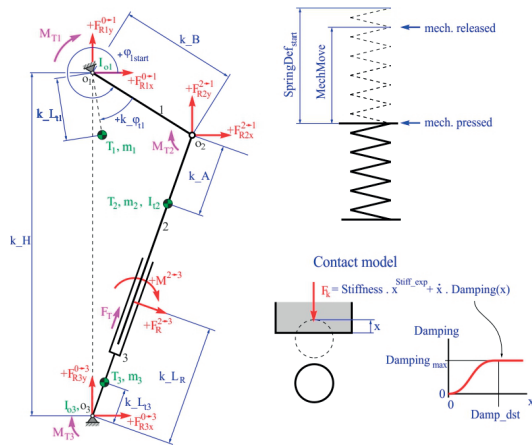 M_T1
+F_R1y^0→1
k_B
I_o1
+φ_1start
o_1
+F_R1x^0→1
k_L_t1
+k_φ_t1
1
+F_R2y^2→1
+F_R2x^2→1
T_1, m_1
M_T2
o_2
k_A
T_2, m_2, I_t2
2
k_H
+M^2→3
F_T
+F_R^2→3
3
k_L_R
T_3, m_3
+F_R3y^0→3
k_L_t3
I_o3
o_3
+F_R3x^0→3
M_T3
SpringDef_start
MechMove
mech. released
mech. pressed
Contact model
F_k = Stiffness . x^Stiff_exp + ẋ . Damping(x)
x
Damping
Damping_max
0
0
Damp_dst
x